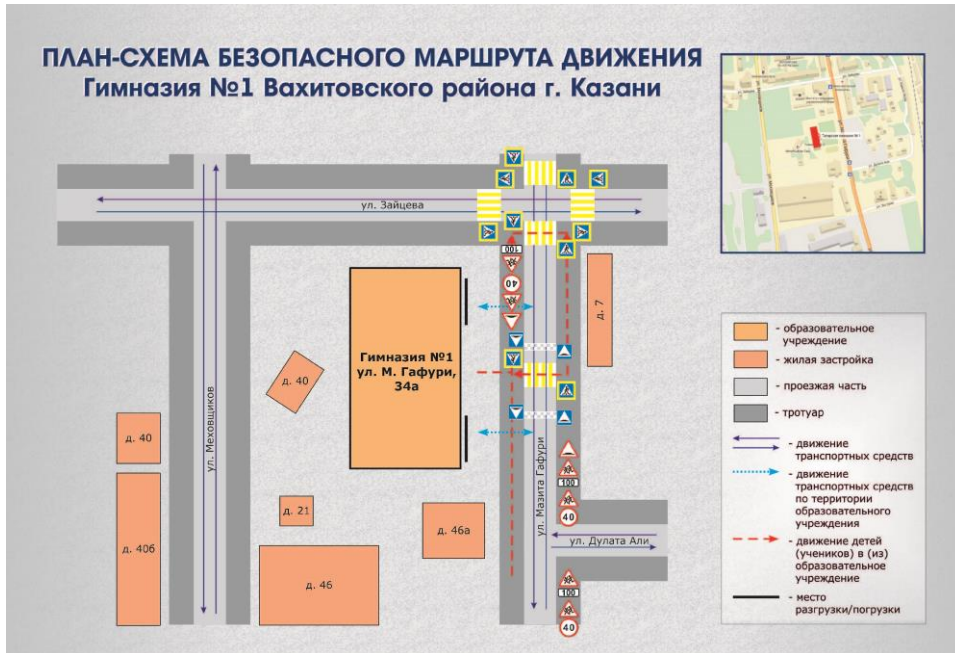 ПЛАН-СХЕМА БЕЗОПАСНОГО МАРШРУТА ДВИЖЕНИЯ
Гимназия №1 Вахитовского района г. Казани
ул. Зайцева
100
40
Гимназия №1
ул. М. Гафури,
34а
д. 7
д. 40
ул. Меховщиков
д. 40
д. 40б
д. 21
д. 46
д. 46а
ул. Мазита Гафури
100
40
ул. Дулата Али
100
40
- образовательное
учреждение
- жилая застройка
- проезжая часть
- тротуар
- движение
транспортных средств
- движение
транспортных средств
по территории
образовательного
учреждения
- движение детей
(учеников) в (из)
образовательное
учреждение
- место
разгрузки/погрузки